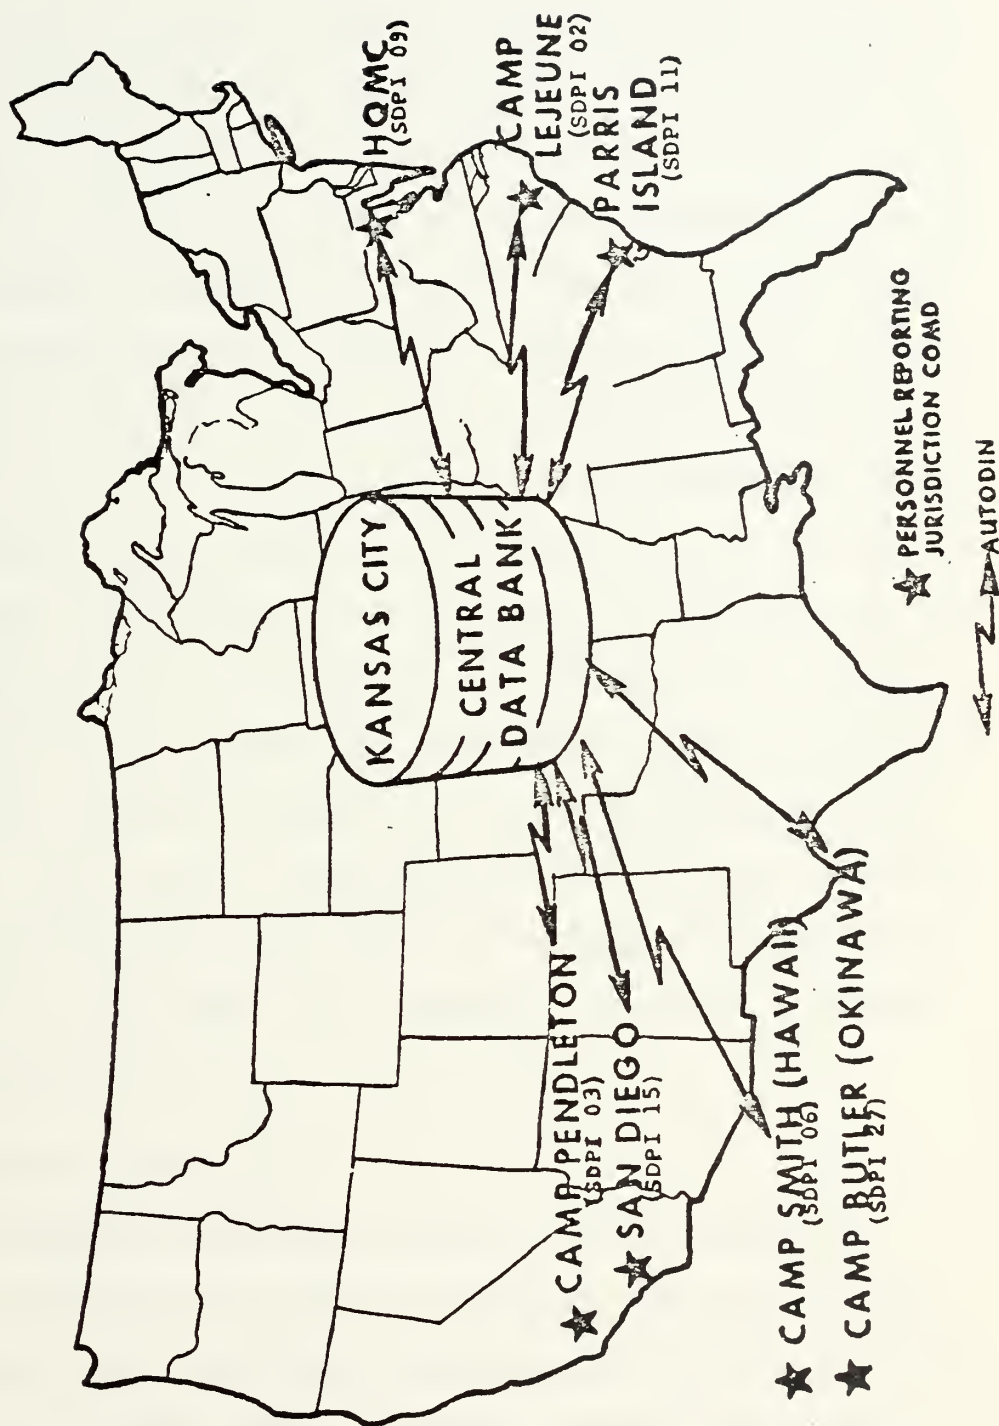 KANSAS CITY
CENTRAL
DATA BANK
HQMC
(SDPI 09)
CAMP
LEJEUNE
(SDPI 02)
PARRIS
ISLAND
(SDPI 11)
CAMP PENDLETON
(SDPI 03)
SAN DIEGO
(SDPI 15)
CAMP SMITH (HAWAII)
(SDPI 06)
CAMP BUTLER (OKINAWA)
(SDPI 27)
PERSONNEL REPORTING
JURISDICTION COMD
AUTODIN